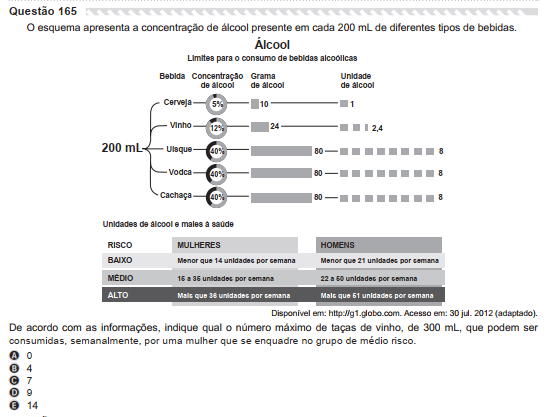 Questão 165
O esquema apresenta a concentração de álcool presente em cada 200 mL de diferentes tipos de bebidas.
Álcool
Limites para o consumo de bebidas alcoólicas
Bebida Concentração de álcool Grama de álcool Unidade de álcool
Cerveja 5% 10 1
Vinho 12% 24 2,4
200 mL
Uísque 40% 80 8
Vodca 40% 80 8
Cachaça 40% 80 8
Unidades de álcool e males à saúde
RISCO MULHERES HOMENS
BAIXO Menor que 14 unidades por semana Menor que 21 unidades por semana
MÉDIO 15 a 35 unidades por semana 22 a 50 unidades por semana
ALTO Mais que 36 unidades por semana Mais que 51 unidades por semana
Disponível em: http://g1.globo.com. Acesso em: 30 jul. 2012 (adaptado).
De acordo com as informações, indique qual o número máximo de taças de vinho, de 300 mL, que podem ser
consumidas, semanalmente, por uma mulher que se enquadre no grupo de médio risco.
A 0
B 4
C 7
D 9
E 14